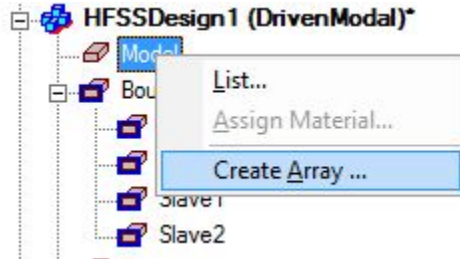 HFSSDesign1 (DrivenModal)*
Model
List...
Assign Material...
Create Array ...
Slave1
Slave2